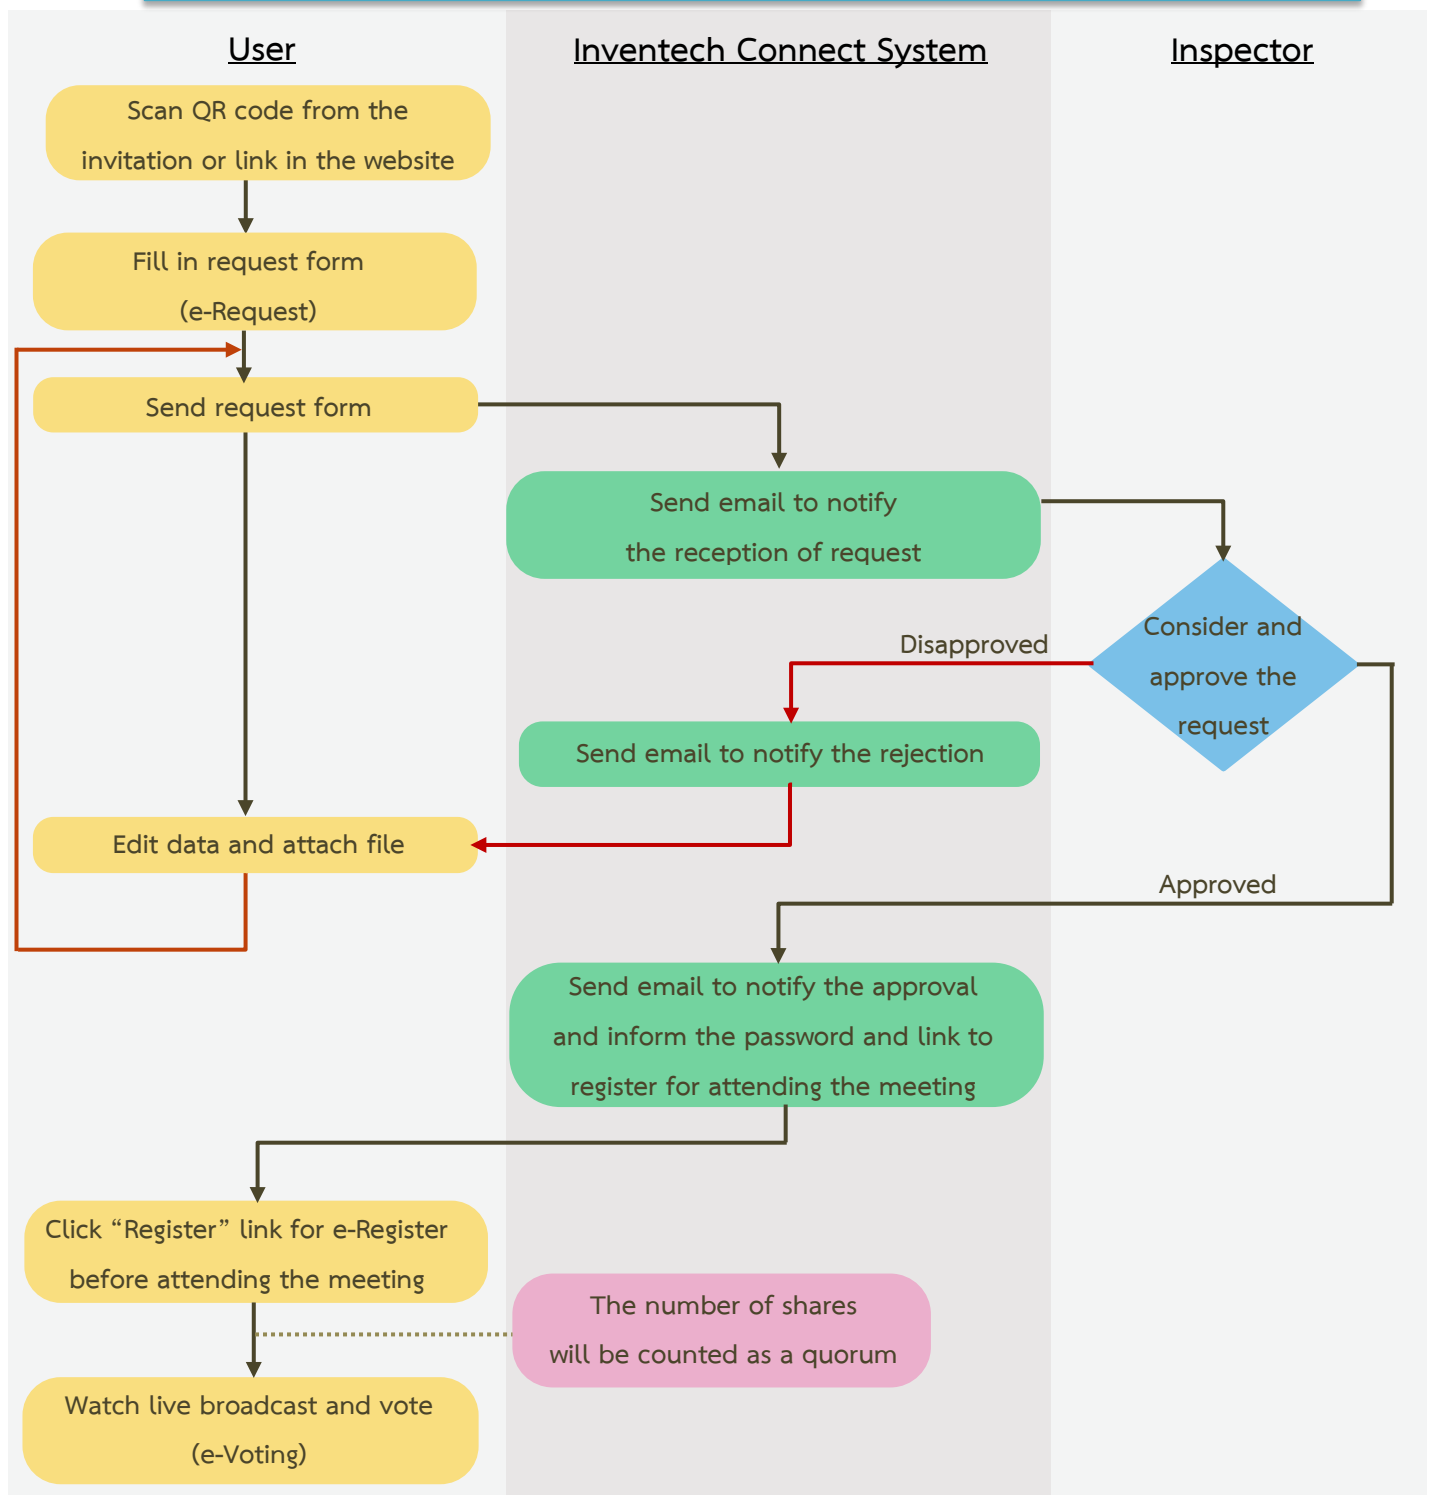 User
Inventech Connect System
Inspector
Scan QR code from the
invitation or link in the website
Fill in request form
(e-Request)
Send request form
Send email to notify
the reception of request
Consider and
approve the
request
Disapproved
Send email to notify the rejection
Edit data and attach file
Approved
Send email to notify the approval
and inform the password and link to
register for attending the meeting
Click “Register” link for e-Register
before attending the meeting
The number of shares
will be counted as a quorum
Watch live broadcast and vote
(e-Voting)